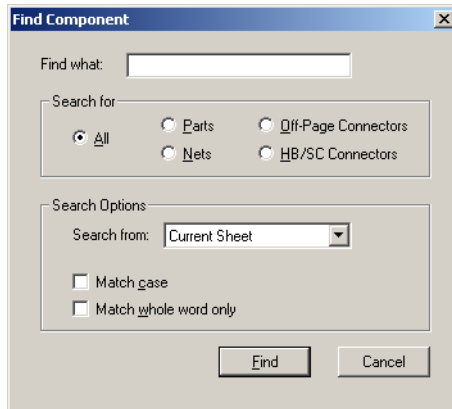 Find Component
Find what:
Search for
All
Parts
Off-Page Connectors
Nets
HB/SC Connectors
Search Options
Search from: Current Sheet
Match case
Match whole word only
Find Cancel